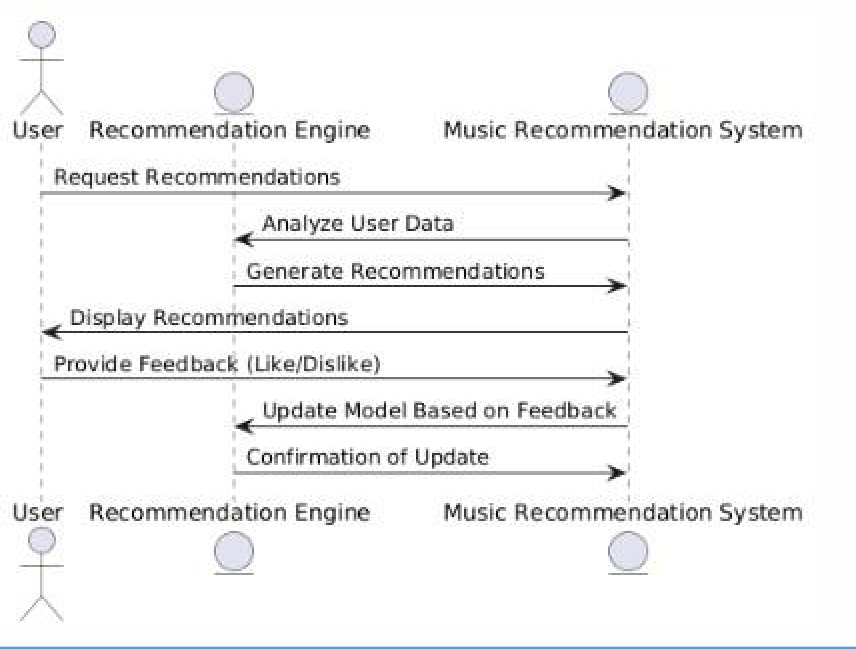 User Recommendation Engine Music Recommendation System
Request Recommendations
Analyze User Data
Generate Recommendations
Display Recommendations
Provide Feedback (Like/Dislike)
Update Model Based on Feedback
Confirmation of Update
User Recommendation Engine Music Recommendation System